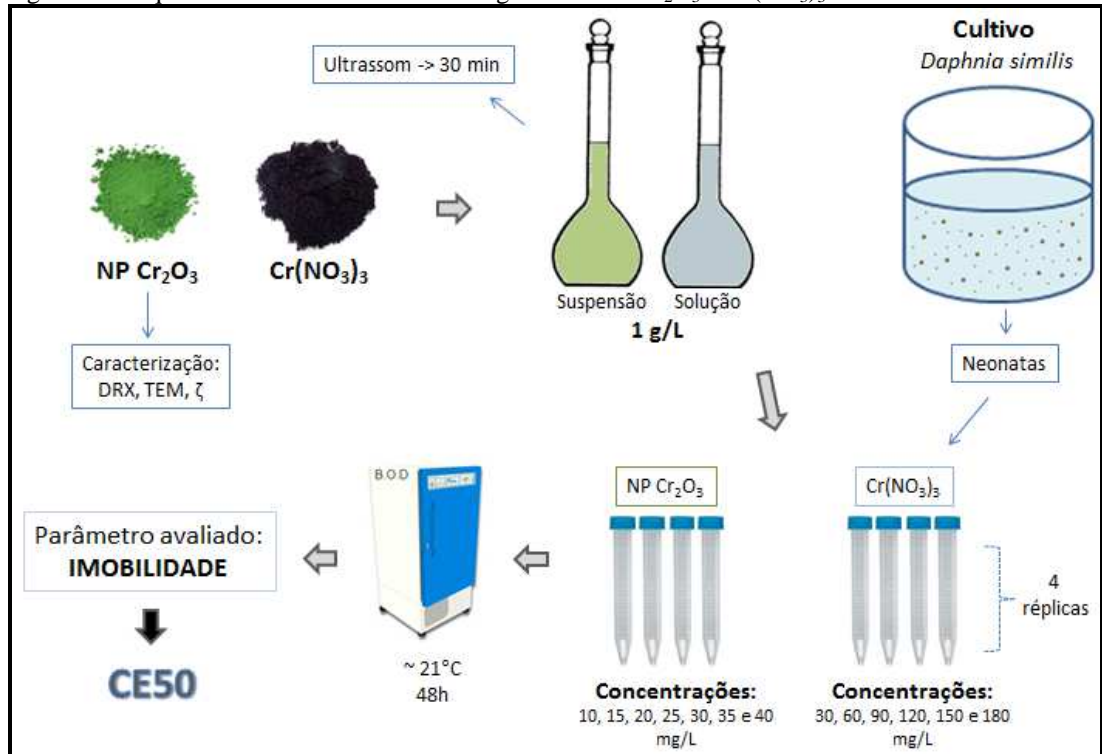 Cultivo
Daphnia similis
Ultrassom -> 30 min
NP Cr₂O₃
Cr(NO₃)₃
Suspensão
Solução
1 g/L
Caracterização:
DRX, TEM, ζ
Neonatas
NP Cr₂O₃
Cr(NO₃)₃
B.O.D
Parâmetro avaliado:
IMOBILIDADE
4
réplicas
CE50
~ 21°C
48h
Concentrações:
10, 15, 20, 25, 30, 35 e 40
mg/L
Concentrações:
30, 60, 90, 120, 150 e 180
mg/L